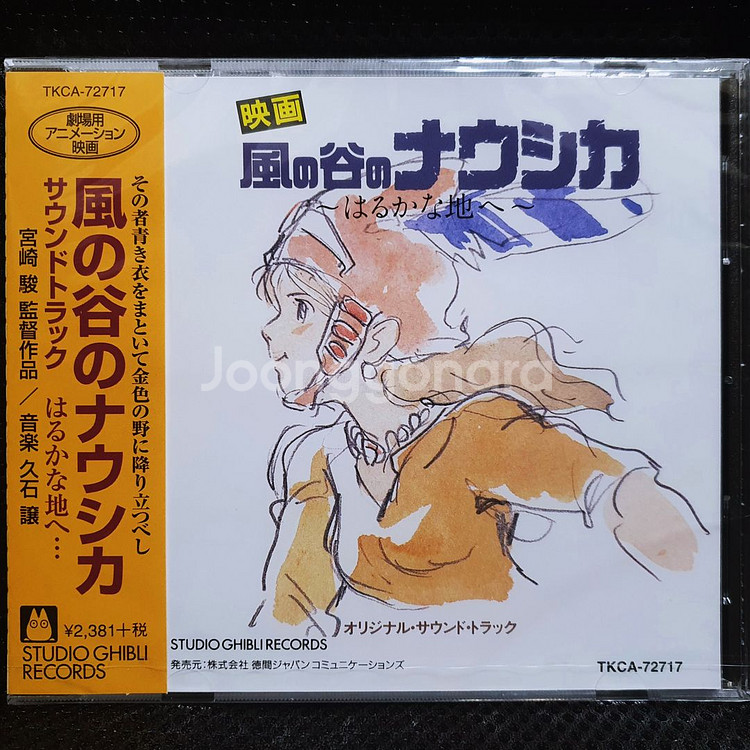 TKCA-72717
劇場用
アニメーション
映画
その者青き衣をまといて金色の野に降り立つべし
風の谷のナウシカ
サウンドトラック はるかな地へ…
宮崎 駿 監督作品 / 音楽 久石 譲
¥2,381+税
STUDIO GHIBLI
RECORDS
映画
風の谷のナウシカ
〜はるかな地へ〜
Joonggonara
オリジナル・サウンド・トラック
STUDIO GHIBLI RECORDS
発売元:株式会社 徳間ジャパンコミュニケーションズ
TKCA-72717